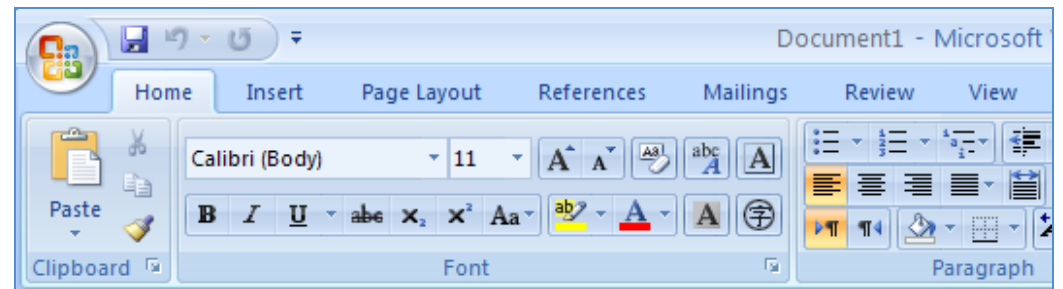 Document1 - Microsoft
Home Insert Page Layout References Mailings Review View
Calibri (Body) 11
Paste
Clipboard Font Paragraph